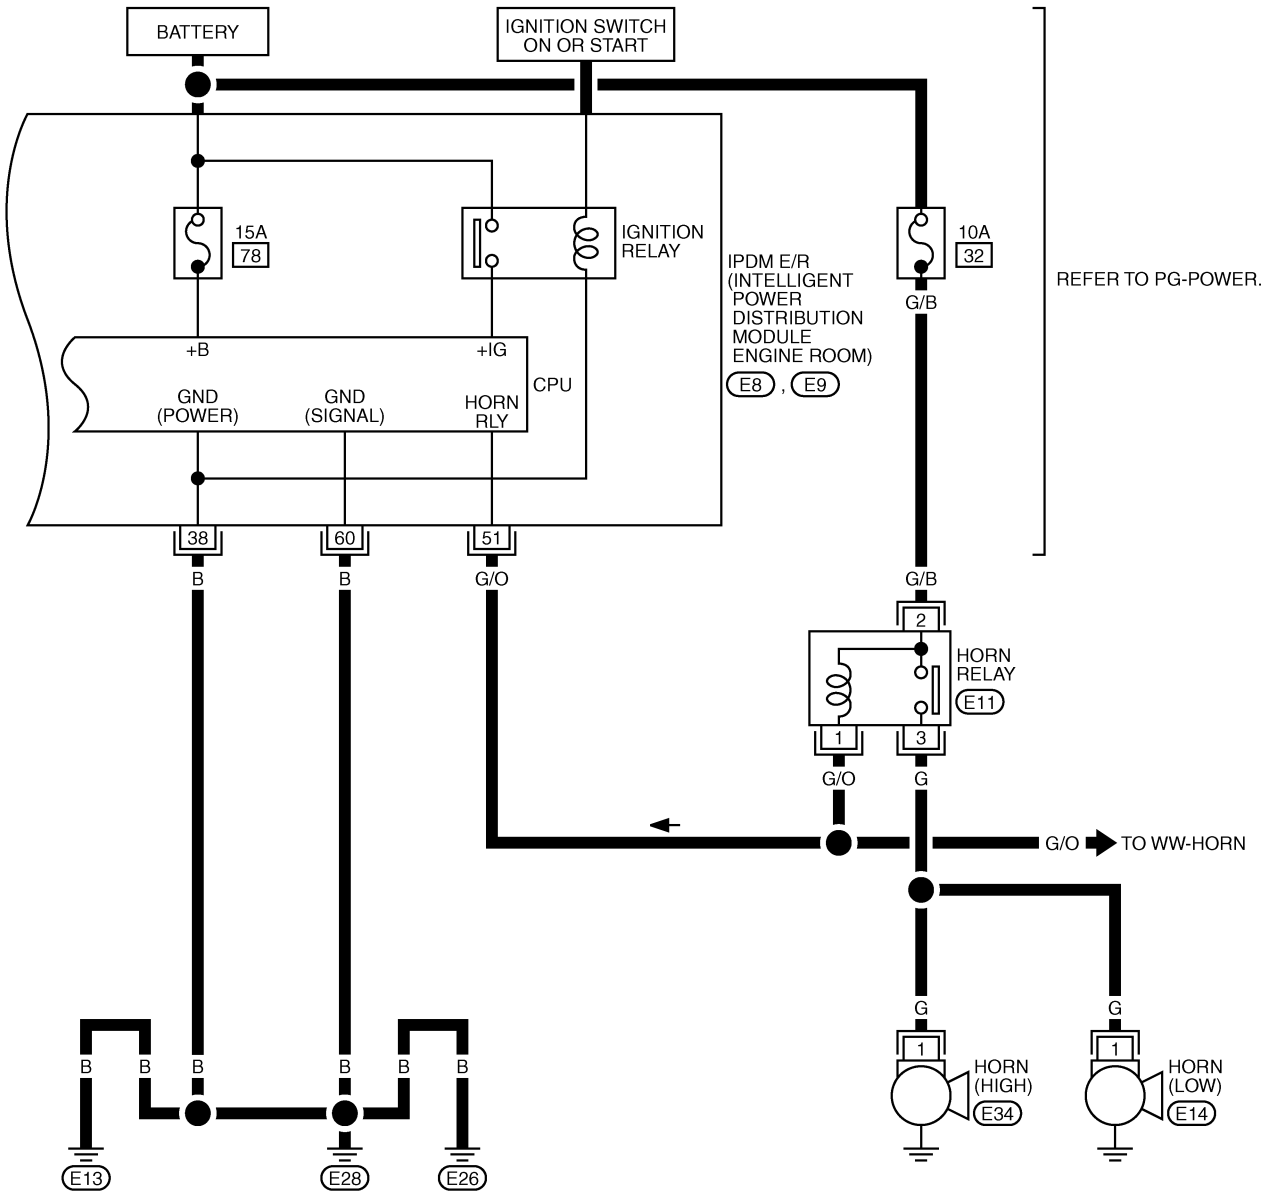 BATTERY
IGNITION SWITCH
ON OR START
15A
78
IGNITION
RELAY
10A
32
IPDM E/R
(INTELLIGENT
POWER
DISTRIBUTION
MODULE
ENGINE ROOM)
E8 , E9
REFER TO PG-POWER.
G/B
+B
+IG
GND
(POWER)
GND
(SIGNAL)
HORN
RLY
CPU
38
60
51
B
B
G/O
G/B
2
HORN
RELAY
E11
1
3
G/O
G
G/O
TO WW-HORN
G
G
1
1
HORN
(HIGH)
E34
HORN
(LOW)
E14
B
B
B
B
B
B
E13
E28
E26